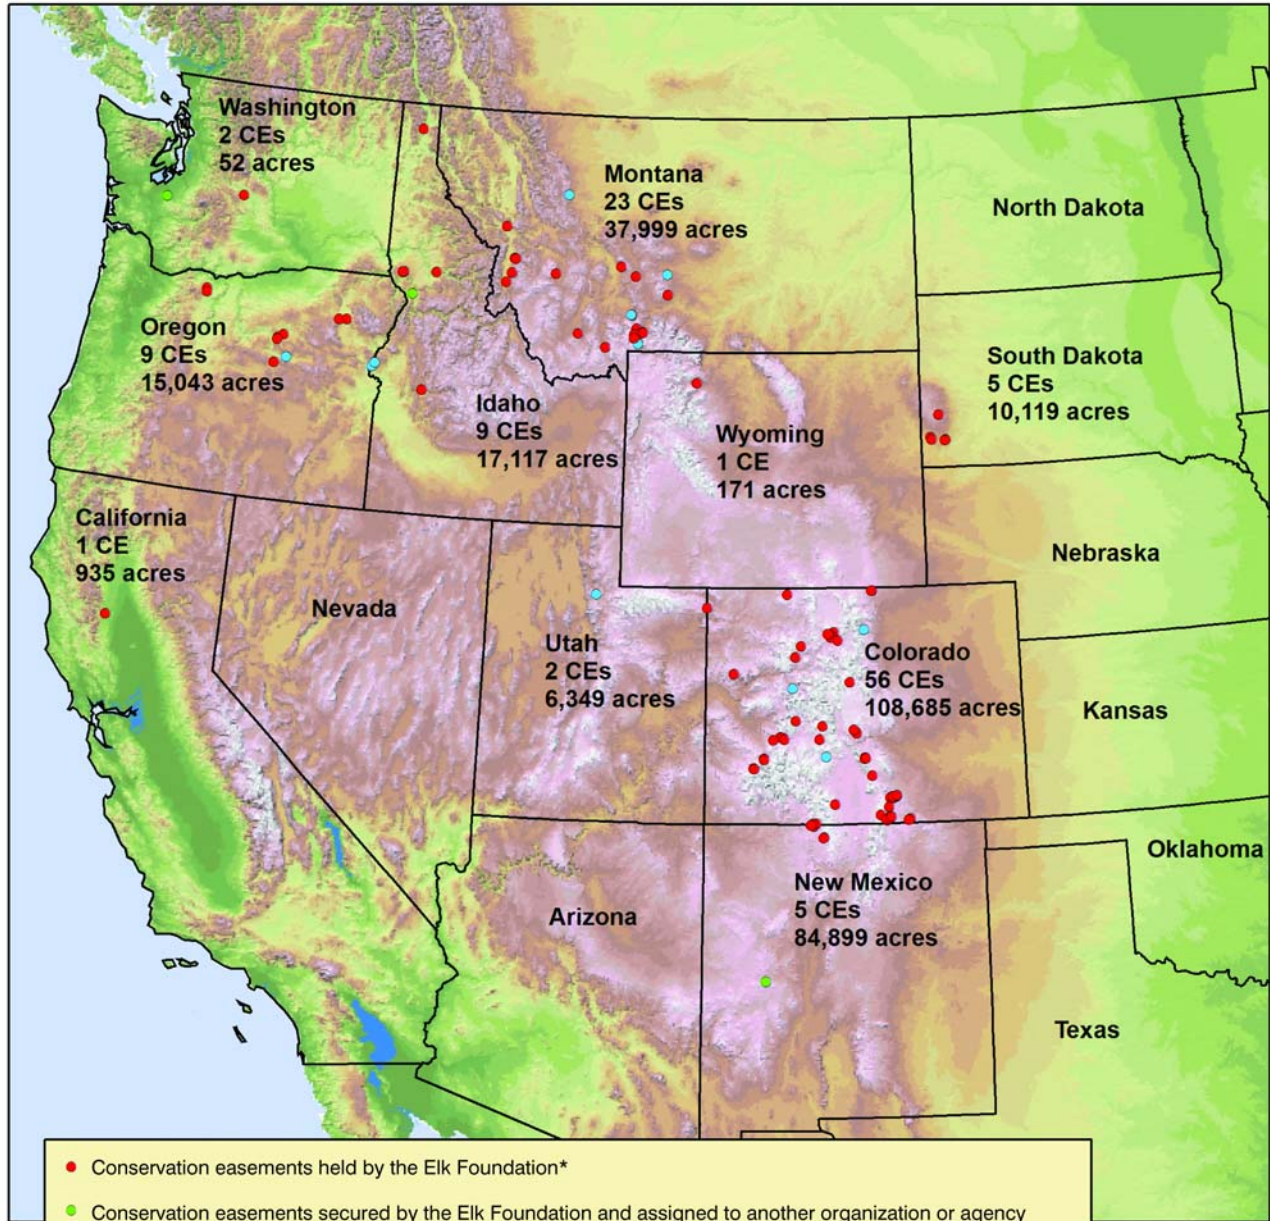 Washington
2 CEs
52 acres
Montana
23 CEs
37,999 acres
North Dakota
Oregon
9 CEs
15,043 acres
Idaho
9 CEs
17,117 acres
Wyoming
1 CE
171 acres
South Dakota
5 CEs
10,119 acres
California
1 CE
935 acres
Nevada
Utah
2 CEs
6,349 acres
Colorado
56 CEs
108,685 acres
Nebraska
Kansas
Arizona
New Mexico
5 CEs
84,899 acres
Oklahoma
Texas
Conservation easements held by the Elk Foundation*
Conservation easements secured by the Elk Foundation and assigned to another organization or agency